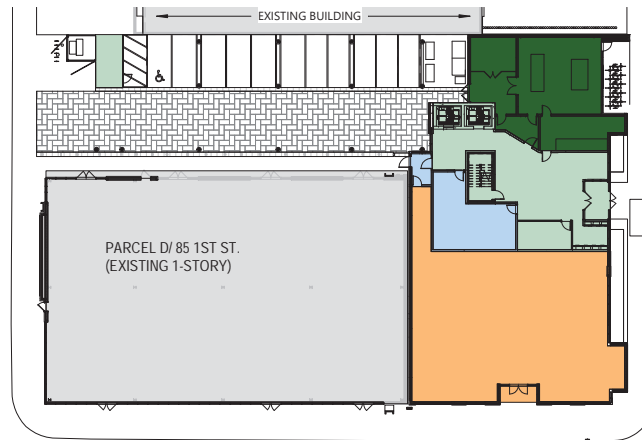 EXISTING BUILDING
PARCEL D/ 85 1ST ST.
(EXISTING 1-STORY)